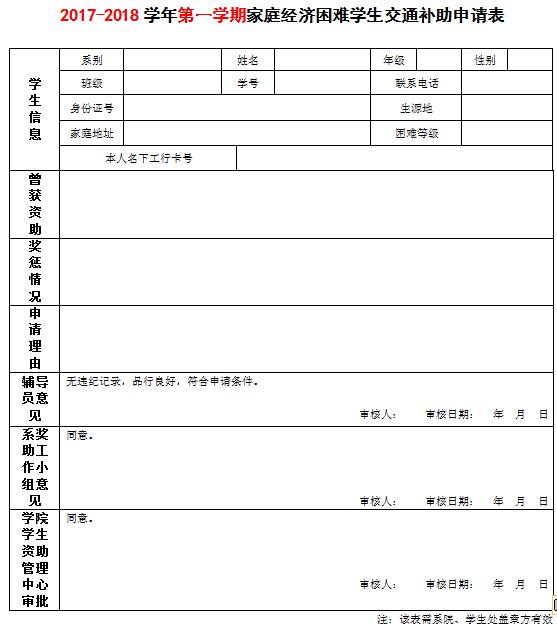 2017-2018 学年第一学期家庭经济困难学生交通补助申请表
学生信息
系别 姓名 年级 性别
班级 学号 联系电话
身份证号 生源地
家庭地址 困难等级
本人名下工行卡号
曾获资助
奖惩情况
申请理由
辅导员意见
无违纪记录，品行良好，符合申请条件。
审核人： 审核日期： 年 月 日
系奖助工作小组意见
同意。
审核人： 审核日期： 年 月 日
学院学生资助管理中心审批
同意。
审核人： 审核日期： 年 月 日
注：该表需系院、学生处盖章方有效